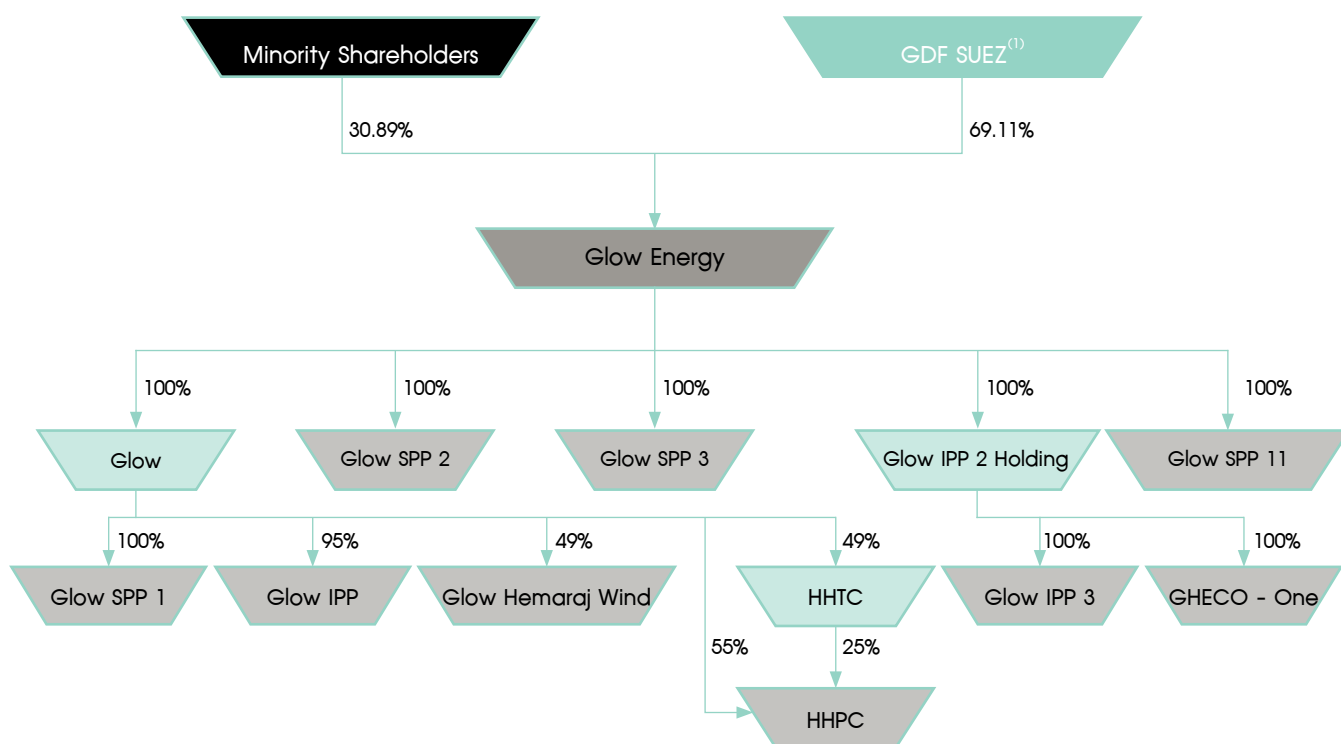 Minority Shareholders
GDF SUEZ(1)
30.89%
69.11%
Glow Energy
100%
100%
100%
100%
100%
Glow
Glow SPP 2
Glow SPP 3
Glow IPP 2 Holding
Glow SPP 11
100%
95%
49%
49%
100%
100%
Glow SPP 1
Glow IPP
Glow Hemaraj Wind
HHTC
Glow IPP 3
GHECO - One
55%
25%
HHPC